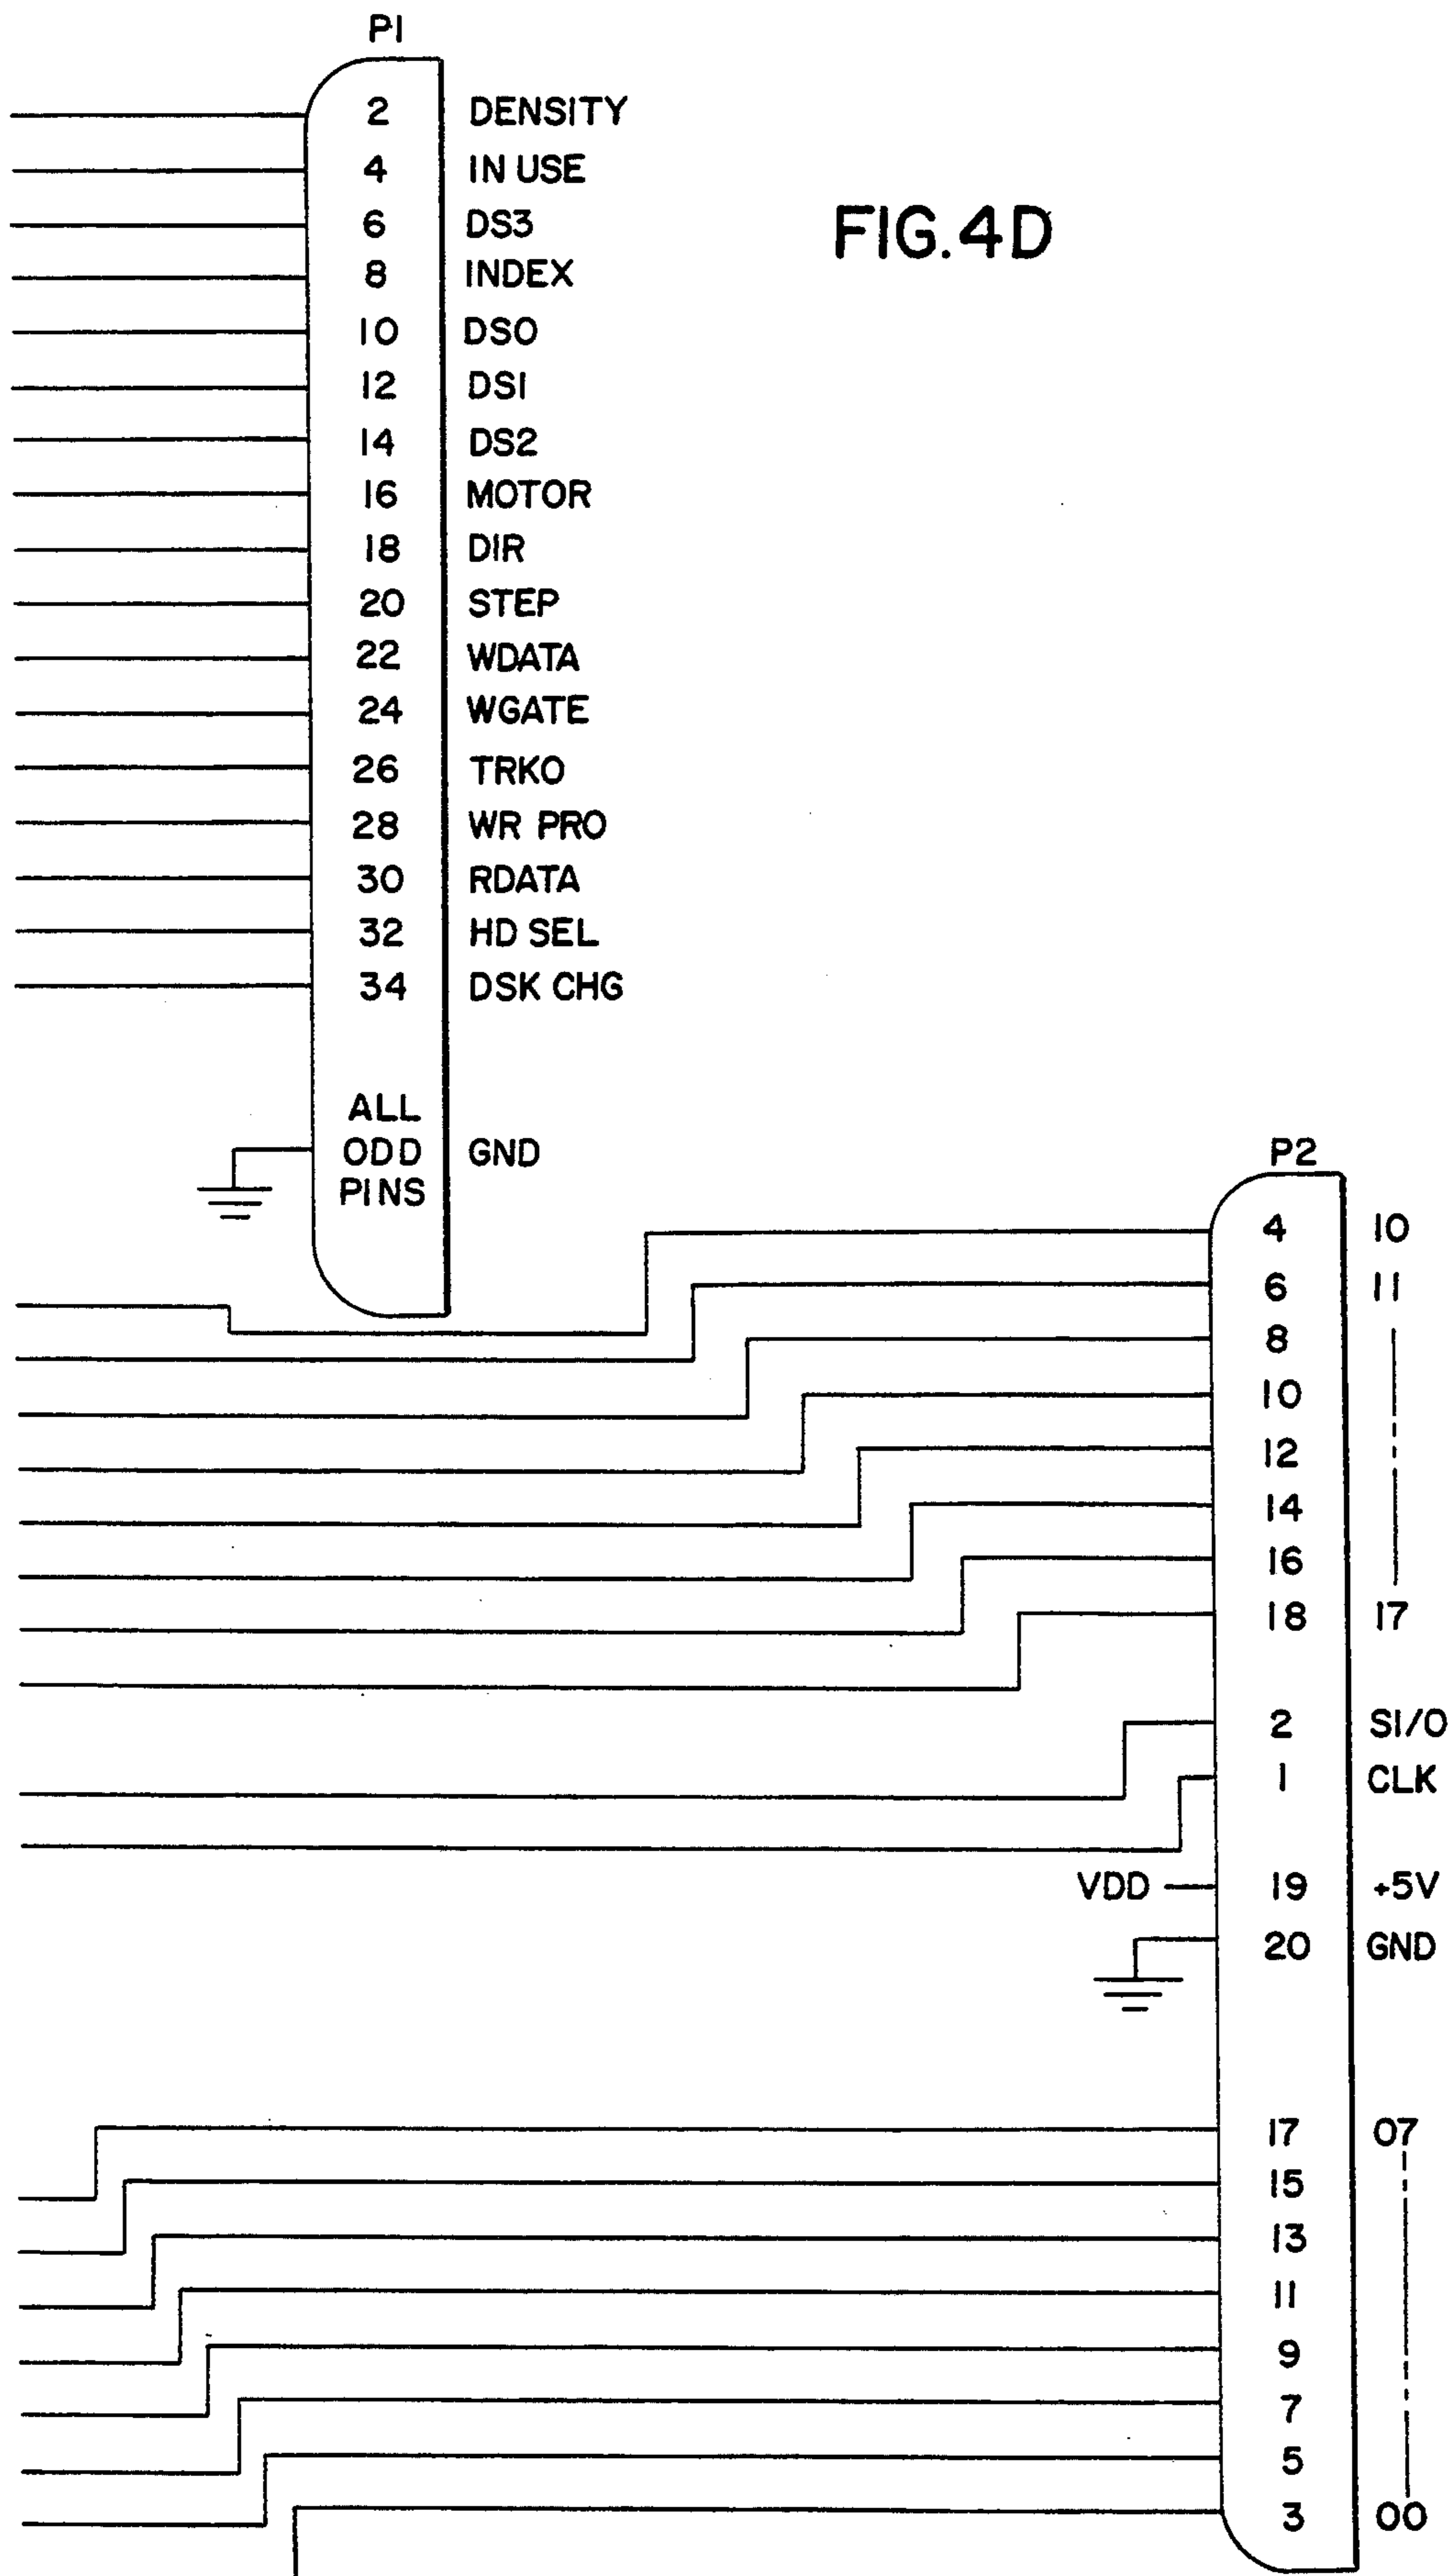 P1
2 DENSITY
4 IN USE
FIG.4D
6 DS3
8 INDEX
10 DS0
12 DS1
14 DS2
16 MOTOR
18 DIR
20 STEP
22 WDATA
24 WGATE
26 TRK0
28 WR PRO
30 RDATA
32 HD SEL
34 DSK CHG
ALL
ODD GND
PINS
P2
4 10
6 11
8
10
12
14
16
18 17
2 SI/O
1 CLK
VDD 19 +5V
20 GND
17 07
15
13
11
9
7
5
3 00